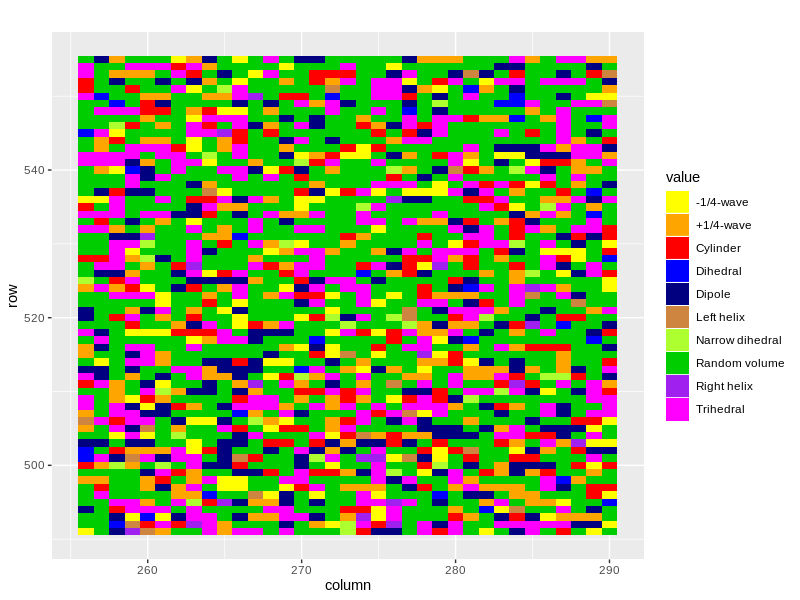 540
520
500
row
260
270
280
290
column
value
-1/4-wave
+1/4-wave
Cylinder
Dihedral
Dipole
Left helix
Narrow dihedral
Random volume
Right helix
Trihedral